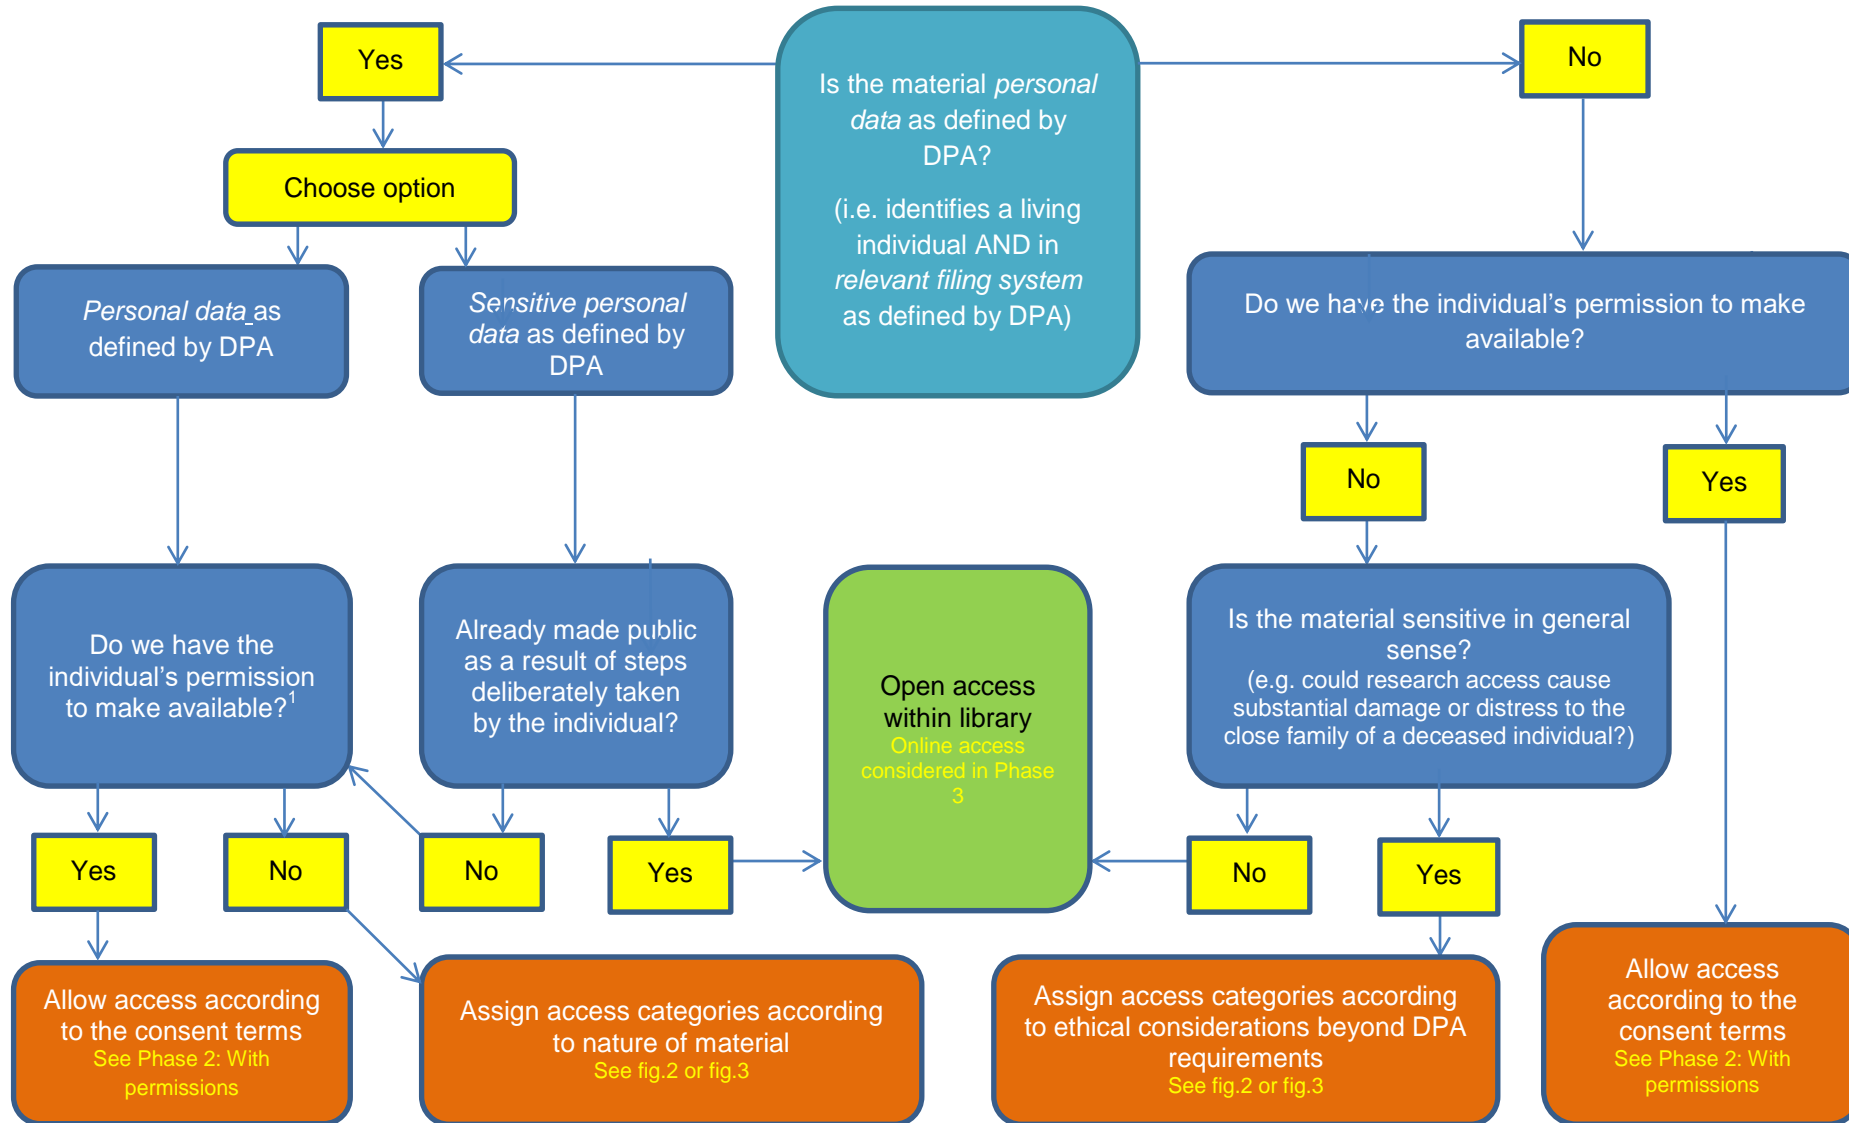 Yes
Is the material personal
data as defined by
DPA?
(i.e. identifies a living
individual AND in
relevant filing system
as defined by DPA)
No
Choose option
Personal data as
defined by DPA
Sensitive personal
data as defined by
DPA
Do we have the individual’s permission to make
available?
No
Yes
Do we have the
individual’s permission
to make available?1
Already made public
as a result of steps
deliberately taken
by the individual?
Open access
within library
Online access
considered in Phase
3
Is the material sensitive in general
sense?
(e.g. could research access cause
substantial damage or distress to the
close family of a deceased individual?)
Yes
No
No
Yes
No
Yes
Allow access according
to the consent terms
See Phase 2: With
permissions
Assign access categories according
to nature of material
See fig.2 or fig.3
Assign access categories according
to ethical considerations beyond DPA
requirements
See fig.2 or fig.3
Allow access
according to the
consent terms
See Phase 2: With
permissions